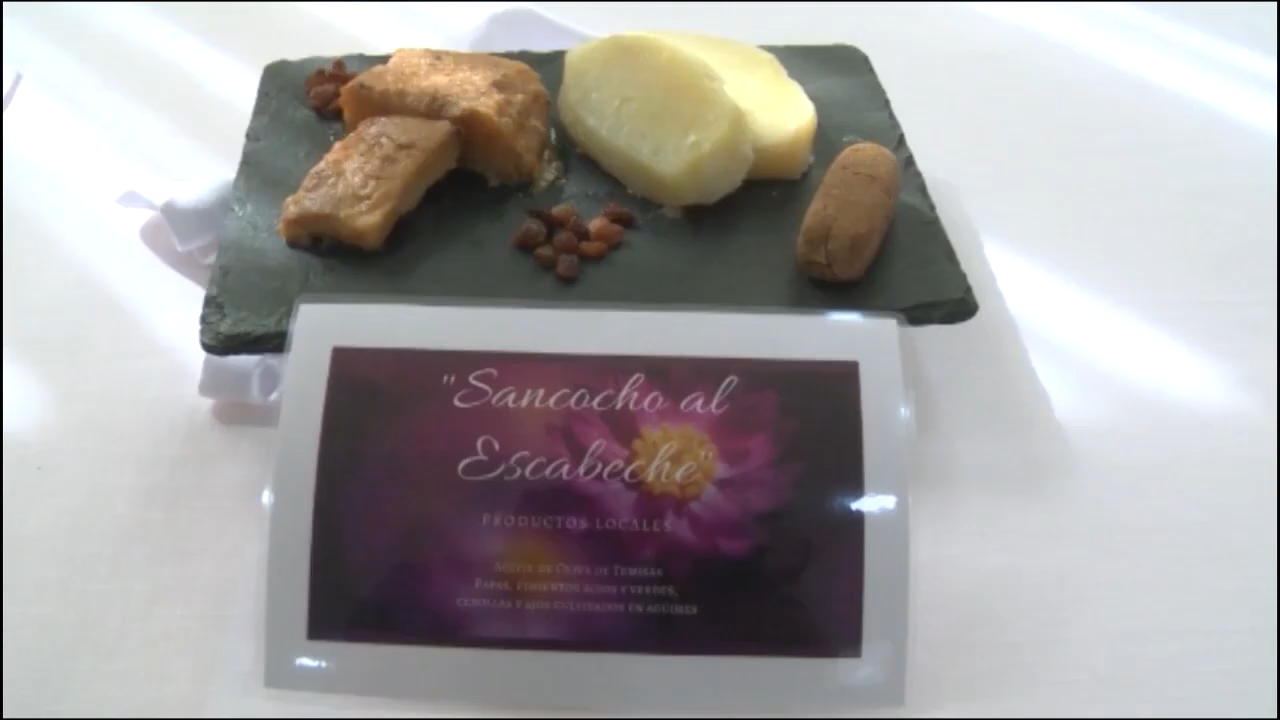 "Sancocho al
Escabeche"
PRODUCTOS LOCALES
ACEITE DE OLIVA DE TEMISAS
PAPAS, PIMIENTOS ROJOS Y VERDES,
CEBOLLAS Y AJOS CULTIVADOS EN AGÜIMES